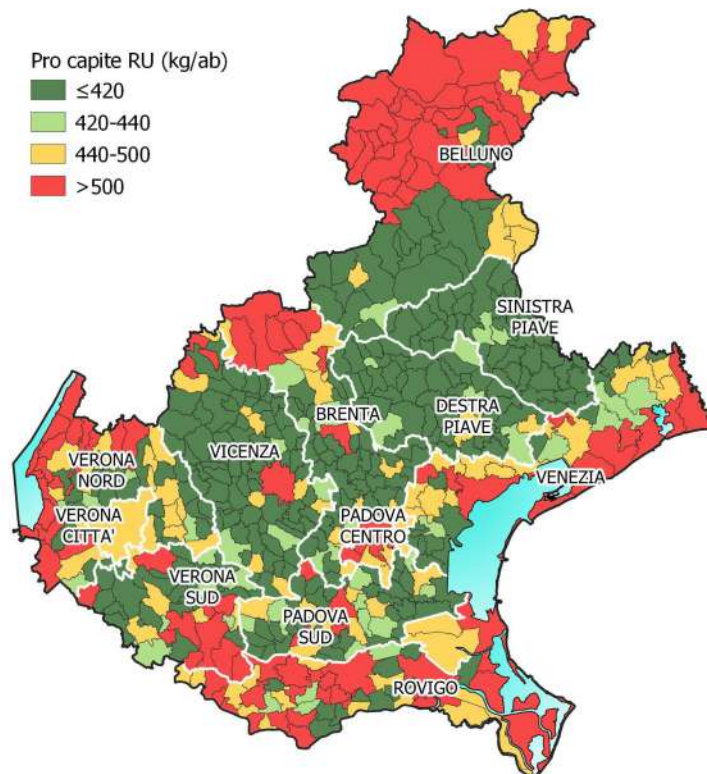 Pro capite RU (kg/ab)
≤420
420-440
440-500
>500
BELLUNO
SINISTRA
PIAVE
BRENTA
DESTRA
PIAVE
VICENZA
VERONA
NORD
VENEZIA
VERONA
CITTA'
PADOVA
CENTRO
VERONA
SUD
PADOVA
SUD
ROVIGO